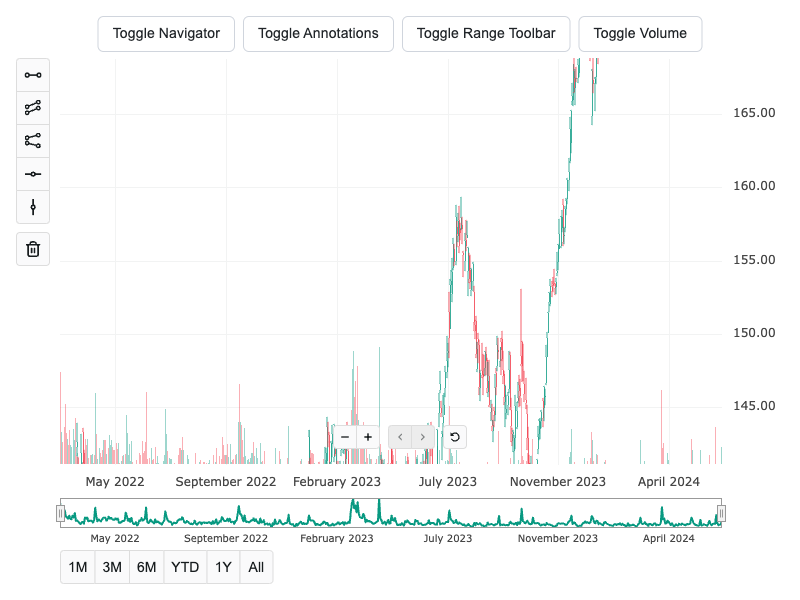 Toggle Navigator Toggle Annotations Toggle Range Toolbar Toggle Volume
165.00
160.00
155.00
150.00
145.00
May 2022 September 2022 February 2023 July 2023 November 2023 April 2024
May 2022 September 2022 February 2023 July 2023 November 2023 April 2024
1M 3M 6M YTD 1Y All